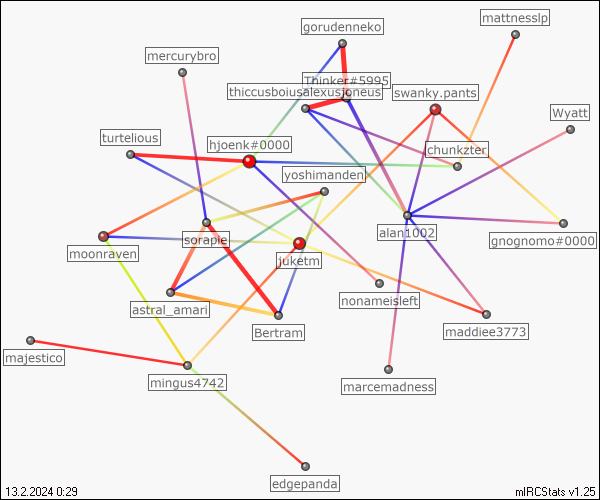 gorudenneko
mattnesslp
mercurybro
Thinker#5995
thiccusboiusalexusjoneus
swanky.pants
Wyatt
turtelious
hjoenk#0000
chunkzter
yoshimanden
sorapie
alan1002
gnognomo#0000
moonraven
juketm
astral_amari
nonameisleft
Bertram
maddiee3773
majestico
mingus4742
marcemadness
edgepanda
13.2.2024 0:29
mIRCStats v1.25